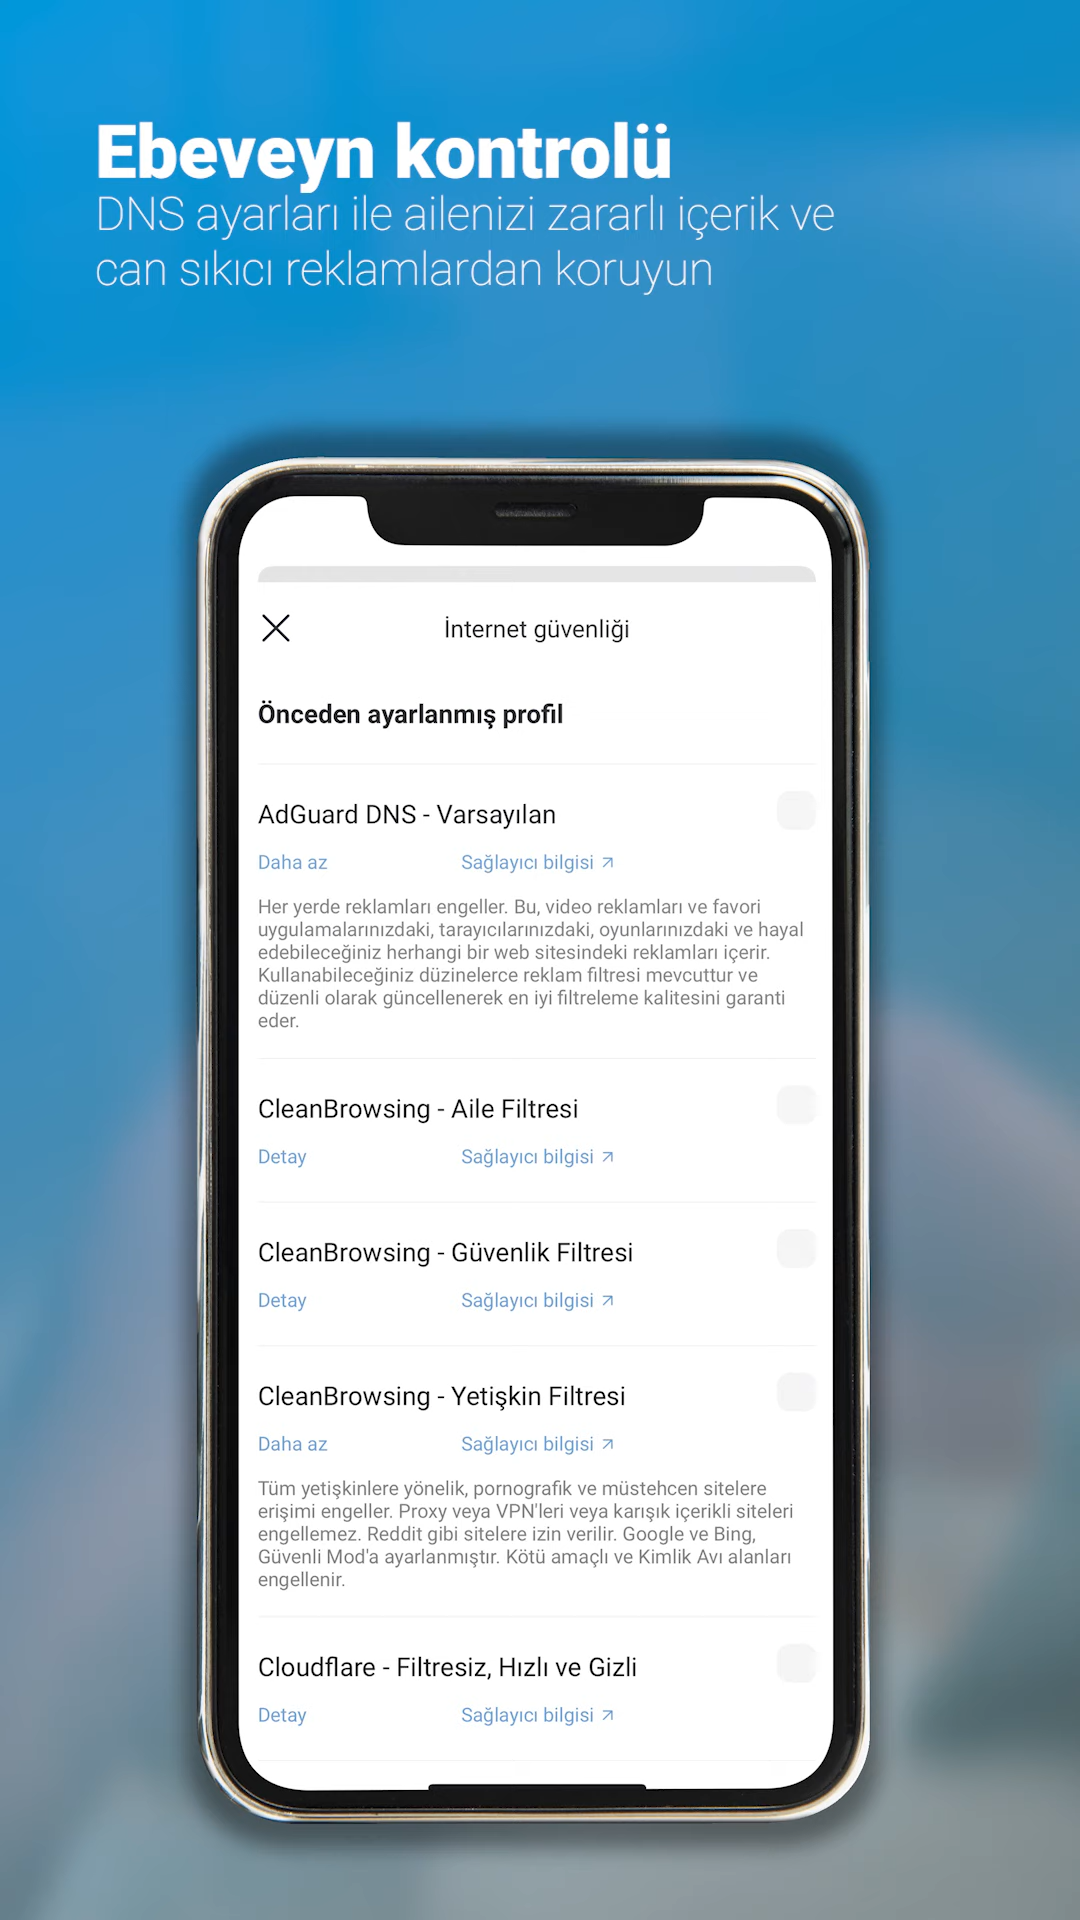 Ebeveyn kontrolü
DNS ayarları ile ailenizi zararlı içerik ve
can sıkıcı reklamlardan koruyun
İnternet güvenliği
Önceden ayarlanmış profil
AdGuard DNS - Varsayılan
Daha az
Sağlayıcı bilgisi
Her yerde reklamları engeller. Bu, video reklamları ve favori
uygulamalarınızdaki, tarayıcılarınızdaki, oyunlarınızdaki ve hayal
edebileceğiniz herhangi bir web sitesindeki reklamları içerir.
Kullanabileceğiniz düzinelerce reklam filtresi mevcuttur ve
düzenli olarak güncellenerek en iyi filtreleme kalitesini garanti
eder.
CleanBrowsing - Aile Filtresi
Detay
Sağlayıcı bilgisi
CleanBrowsing - Güvenlik Filtresi
Detay
Sağlayıcı bilgisi
CleanBrowsing - Yetişkin Filtresi
Daha az
Sağlayıcı bilgisi
Tüm yetişkinlere yönelik, pornografik ve müstehcen sitelere
erişimi engeller. Proxy veya VPN'leri veya karışık içerikli siteleri
engellemez. Reddit gibi sitelere izin verilir. Google ve Bing,
Güvenli Mod'a ayarlanmıştır. Kötü amaçlı ve Kimlik Avı alanları
engellenir.
Cloudflare - Filtresiz, Hızlı ve Gizli
Detay
Sağlayıcı bilgisi